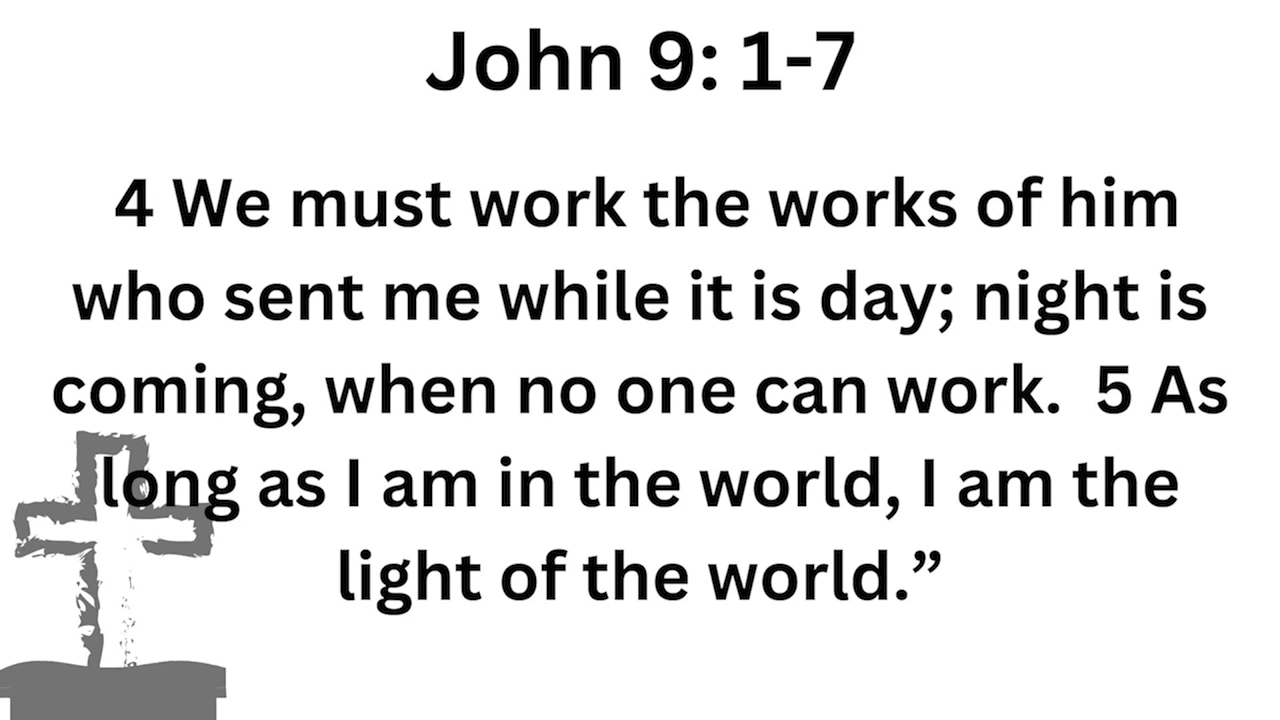 John 9: 1-7
4 We must work the works of him
who sent me while it is day; night is
coming, when no one can work.  5 As
long as I am in the world, I am the
light of the world.”